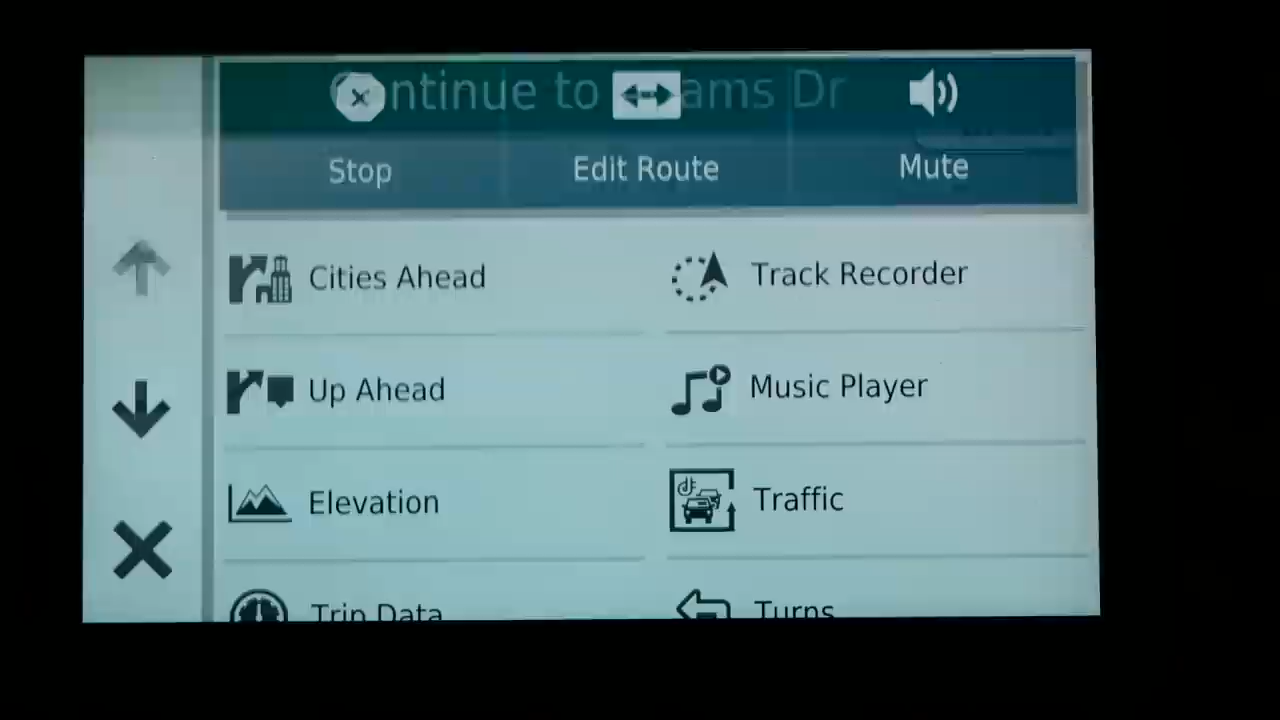 Continue to ams Dr
Stop Edit Route Mute
Cities Ahead Track Recorder
Up Ahead Music Player
Elevation Traffic
Trip Data Turns